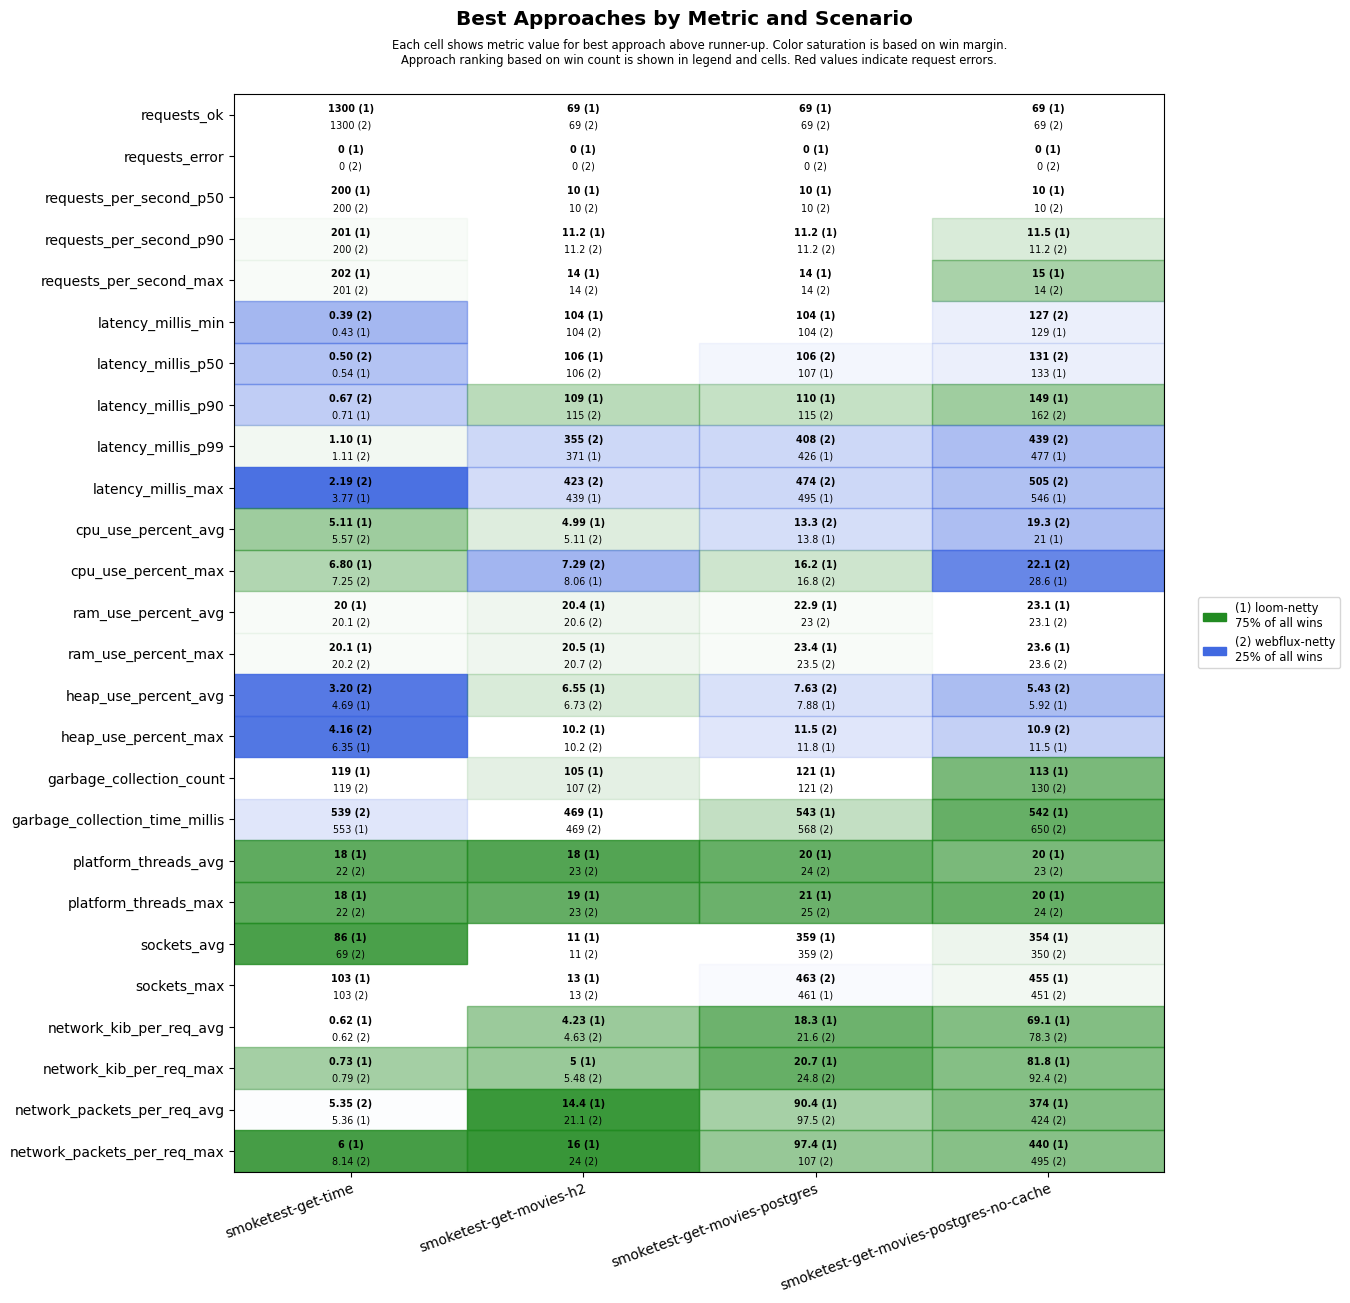 Best Approaches by Metric and Scenario
Each cell shows metric value for best approach above runner-up. Color saturation is based on win margin.
Approach ranking based on win count is shown in legend and cells. Red values indicate request errors.
requests_ok
1300 (1) 69 (1) 69 (1) 69 (1)
1300 (2) 69 (2) 69 (2) 69 (2)
requests_error
0 (1) 0 (1) 0 (1) 0 (1)
0 (2) 0 (2) 0 (2) 0 (2)
requests_per_second_p50
200 (1) 10 (1) 10 (1) 10 (1)
200 (2) 10 (2) 10 (2) 10 (2)
requests_per_second_p90
201 (1) 11.2 (1) 11.2 (1) 11.5 (1)
200 (2) 11.2 (2) 11.2 (2) 11.2 (2)
requests_per_second_max
202 (1) 14 (1) 14 (1) 15 (1)
201 (2) 14 (2) 14 (2) 14 (2)
latency_millis_min
0.39 (2) 104 (1) 104 (1) 127 (2)
0.43 (1) 104 (2) 104 (2) 129 (1)
latency_millis_p50
0.50 (2) 106 (1) 106 (2) 131 (2)
0.54 (1) 106 (2) 107 (1) 133 (1)
latency_millis_p90
0.67 (2) 109 (1) 110 (1) 149 (1)
0.71 (1) 115 (2) 115 (2) 162 (2)
latency_millis_p99
1.10 (1) 355 (2) 408 (2) 439 (2)
1.11 (2) 371 (1) 426 (1) 477 (1)
latency_millis_max
2.19 (2) 423 (2) 474 (2) 505 (2)
3.77 (1) 439 (1) 495 (1) 546 (1)
cpu_use_percent_avg
5.11 (1) 4.99 (1) 13.3 (2) 19.3 (2)
5.57 (2) 5.11 (2) 13.8 (1) 21 (1)
cpu_use_percent_max
6.80 (1) 7.29 (2) 16.2 (1) 22.1 (2)
7.25 (2) 8.06 (1) 16.8 (2) 28.6 (1)
ram_use_percent_avg
20 (1) 20.4 (1) 22.9 (1) 23.1 (1)
20.1 (2) 20.6 (2) 23 (2) 23.1 (2)
ram_use_percent_max
20.1 (1) 20.5 (1) 23.4 (1) 23.6 (1)
20.2 (2) 20.7 (2) 23.5 (2) 23.6 (2)
heap_use_percent_avg
3.20 (2) 6.55 (1) 7.63 (2) 5.43 (2)
4.69 (1) 6.73 (2) 7.88 (1) 5.92 (1)
heap_use_percent_max
4.16 (2) 10.2 (1) 11.5 (2) 10.9 (2)
6.35 (1) 10.2 (2) 11.8 (1) 11.5 (1)
garbage_collection_count
119 (1) 105 (1) 121 (1) 113 (1)
119 (2) 107 (2) 121 (2) 130 (2)
garbage_collection_time_millis
539 (2) 469 (1) 543 (1) 542 (1)
553 (1) 469 (2) 568 (2) 650 (2)
platform_threads_avg
18 (1) 18 (1) 20 (1) 20 (1)
22 (2) 23 (2) 24 (2) 23 (2)
platform_threads_max
18 (1) 19 (1) 21 (1) 20 (1)
22 (2) 23 (2) 25 (2) 24 (2)
sockets_avg
86 (1) 11 (1) 359 (1) 354 (1)
69 (2) 11 (2) 359 (2) 350 (2)
sockets_max
103 (1) 13 (1) 463 (2) 455 (1)
103 (2) 13 (2) 461 (1) 451 (2)
network_kib_per_req_avg
0.62 (1) 4.23 (1) 18.3 (1) 69.1 (1)
0.62 (2) 4.63 (2) 21.6 (2) 78.3 (2)
network_kib_per_req_max
0.73 (1) 5 (1) 20.7 (1) 81.8 (1)
0.79 (2) 5.48 (2) 24.8 (2) 92.4 (2)
network_packets_per_req_avg
5.35 (2) 14.4 (1) 90.4 (1) 374 (1)
5.36 (1) 21.1 (2) 97.5 (2) 424 (2)
network_packets_per_req_max
6 (1) 16 (1) 97.4 (1) 440 (1)
8.14 (2) 24 (2) 107 (2) 495 (2)
smoketest-get-time
smoketest-get-movies-h2
smoketest-get-movies-postgres
smoketest-get-movies-postgres-no-cache
(1) loom-netty
75% of all wins
(2) webflux-netty
25% of all wins